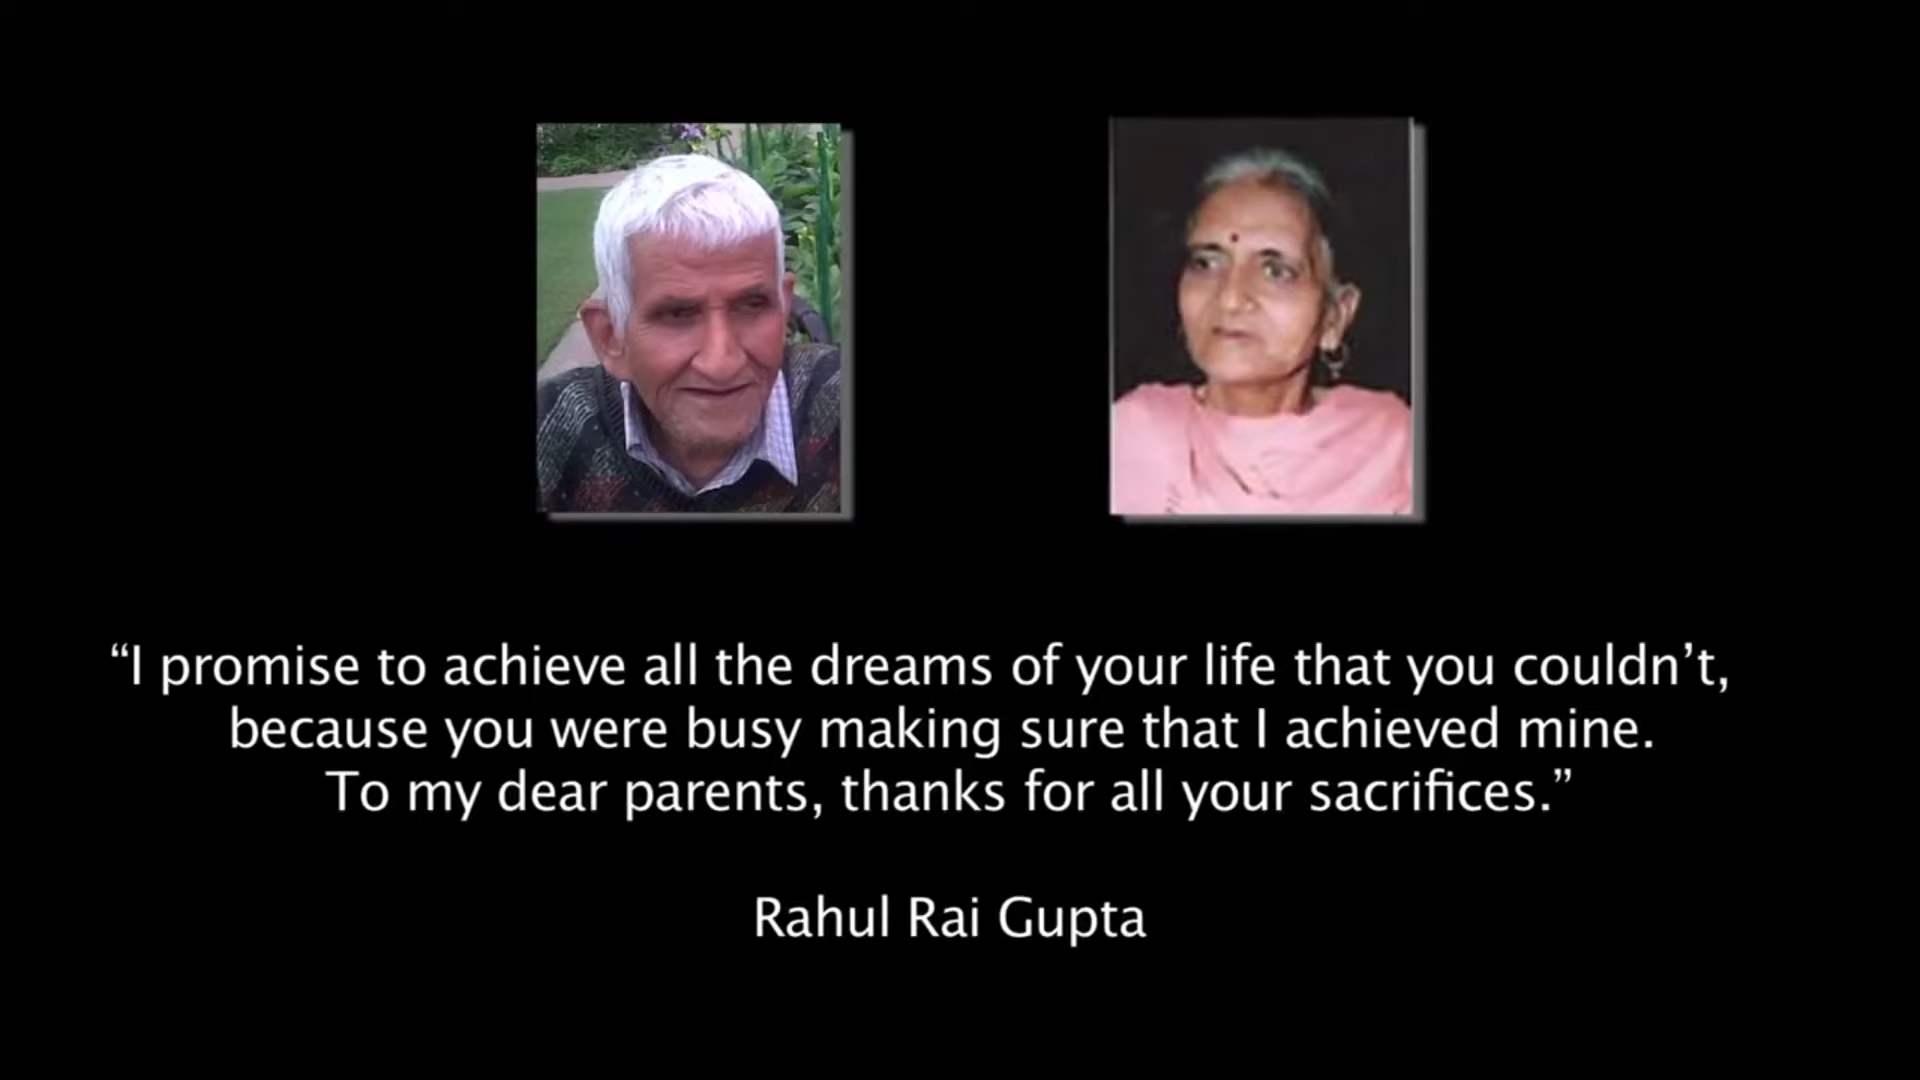 “I promise to achieve all the dreams of your life that you couldn’t,
because you were busy making sure that I achieved mine.
To my dear parents, thanks for all your sacrifices.”
Rahul Rai Gupta